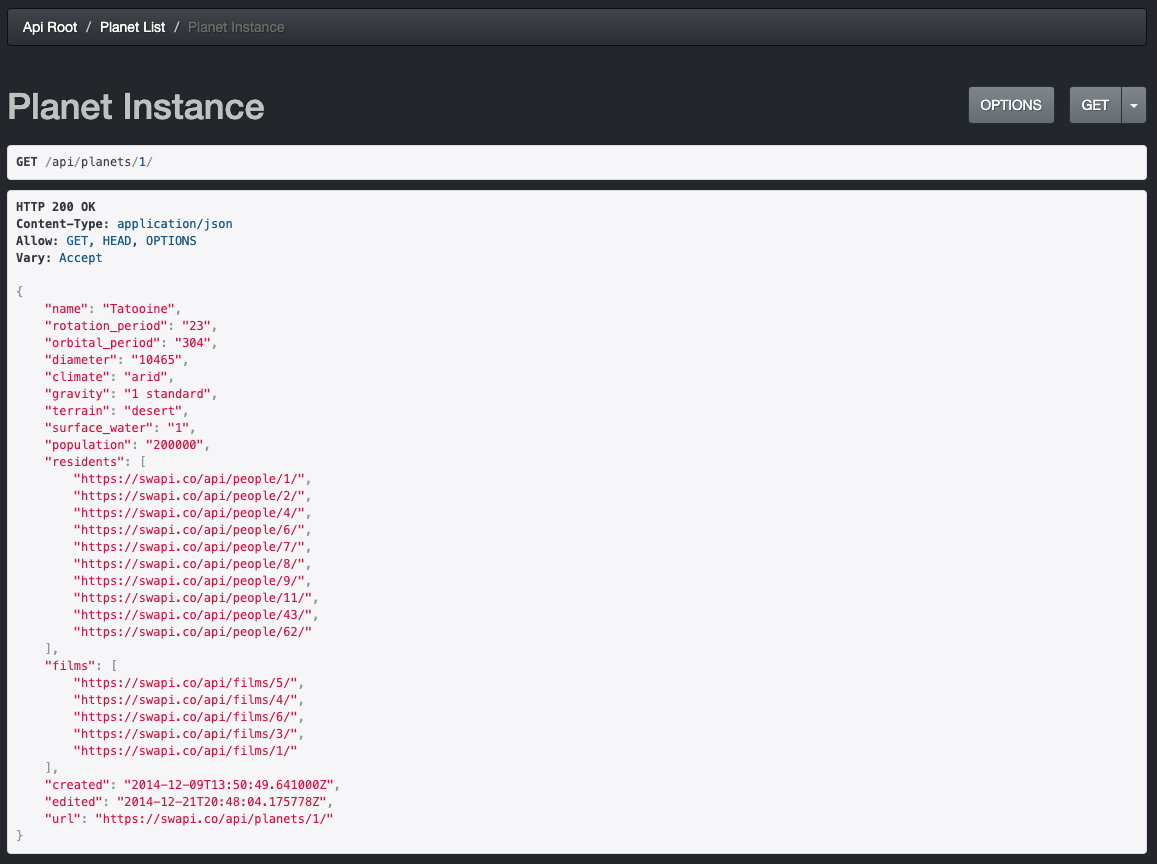 Api Root / Planet List / Planet Instance
Planet Instance
OPTIONS GET
GET /api/planets/1/
HTTP 200 OK
Content-Type: application/json
Allow: GET, HEAD, OPTIONS
Vary: Accept
{
    "name": "Tatooine",
    "rotation_period": "23",
    "orbital_period": "304",
    "diameter": "10465",
    "climate": "arid",
    "gravity": "1 standard",
    "terrain": "desert",
    "surface_water": "1",
    "population": "200000",
    "residents": [
        "https://swapi.co/api/people/1/",
        "https://swapi.co/api/people/2/",
        "https://swapi.co/api/people/4/",
        "https://swapi.co/api/people/6/",
        "https://swapi.co/api/people/7/",
        "https://swapi.co/api/people/8/",
        "https://swapi.co/api/people/9/",
        "https://swapi.co/api/people/11/",
        "https://swapi.co/api/people/43/",
        "https://swapi.co/api/people/62/"
    ],
    "films": [
        "https://swapi.co/api/films/5/",
        "https://swapi.co/api/films/4/",
        "https://swapi.co/api/films/6/",
        "https://swapi.co/api/films/3/",
        "https://swapi.co/api/films/1/"
    ],
    "created": "2014-12-09T13:50:49.641000Z",
    "edited": "2014-12-21T20:48:04.175778Z",
    "url": "https://swapi.co/api/planets/1/"
}